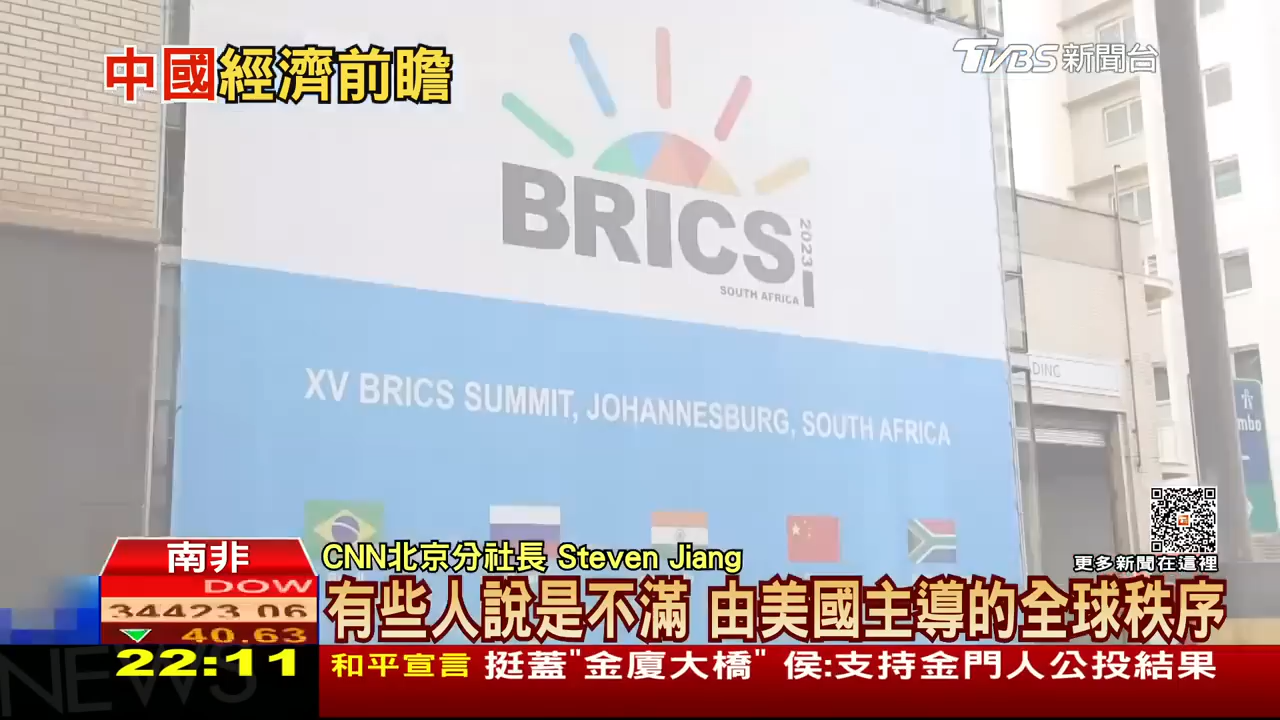 中國經濟前瞻
TVBS新聞台
BRICS
2023
SOUTH AFRICA
XV BRICS SUMMIT, JOHANNESBURG, SOUTH AFRICA
DING
mbo
更多新聞在這裡
南非
CNN北京分社長 Steven Jiang
DOW
34423.06
40.63
有些人說是不滿 由美國主導的全球秩序
22:11
和平宣言 挺蓋"金廈大橋" 侯:支持金門人公投結果
NEWS